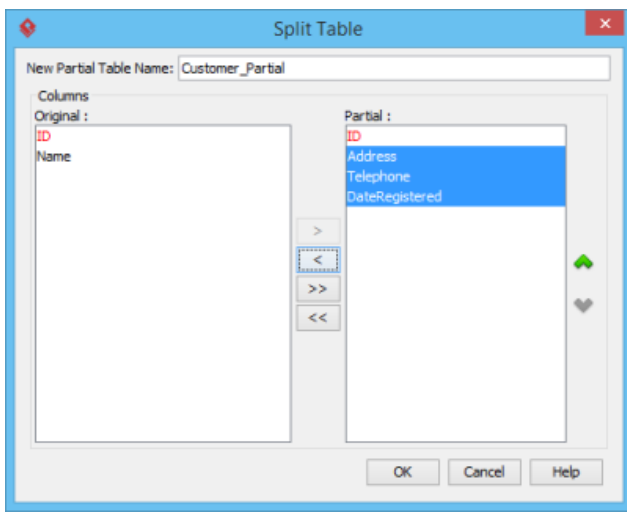 Split Table
New Partial Table Name: Customer_Partial
Columns
Original :
ID
Name
>
<
>>
<<
Partial :
ID
Address
Telephone
DateRegistered
OK
Cancel
Help